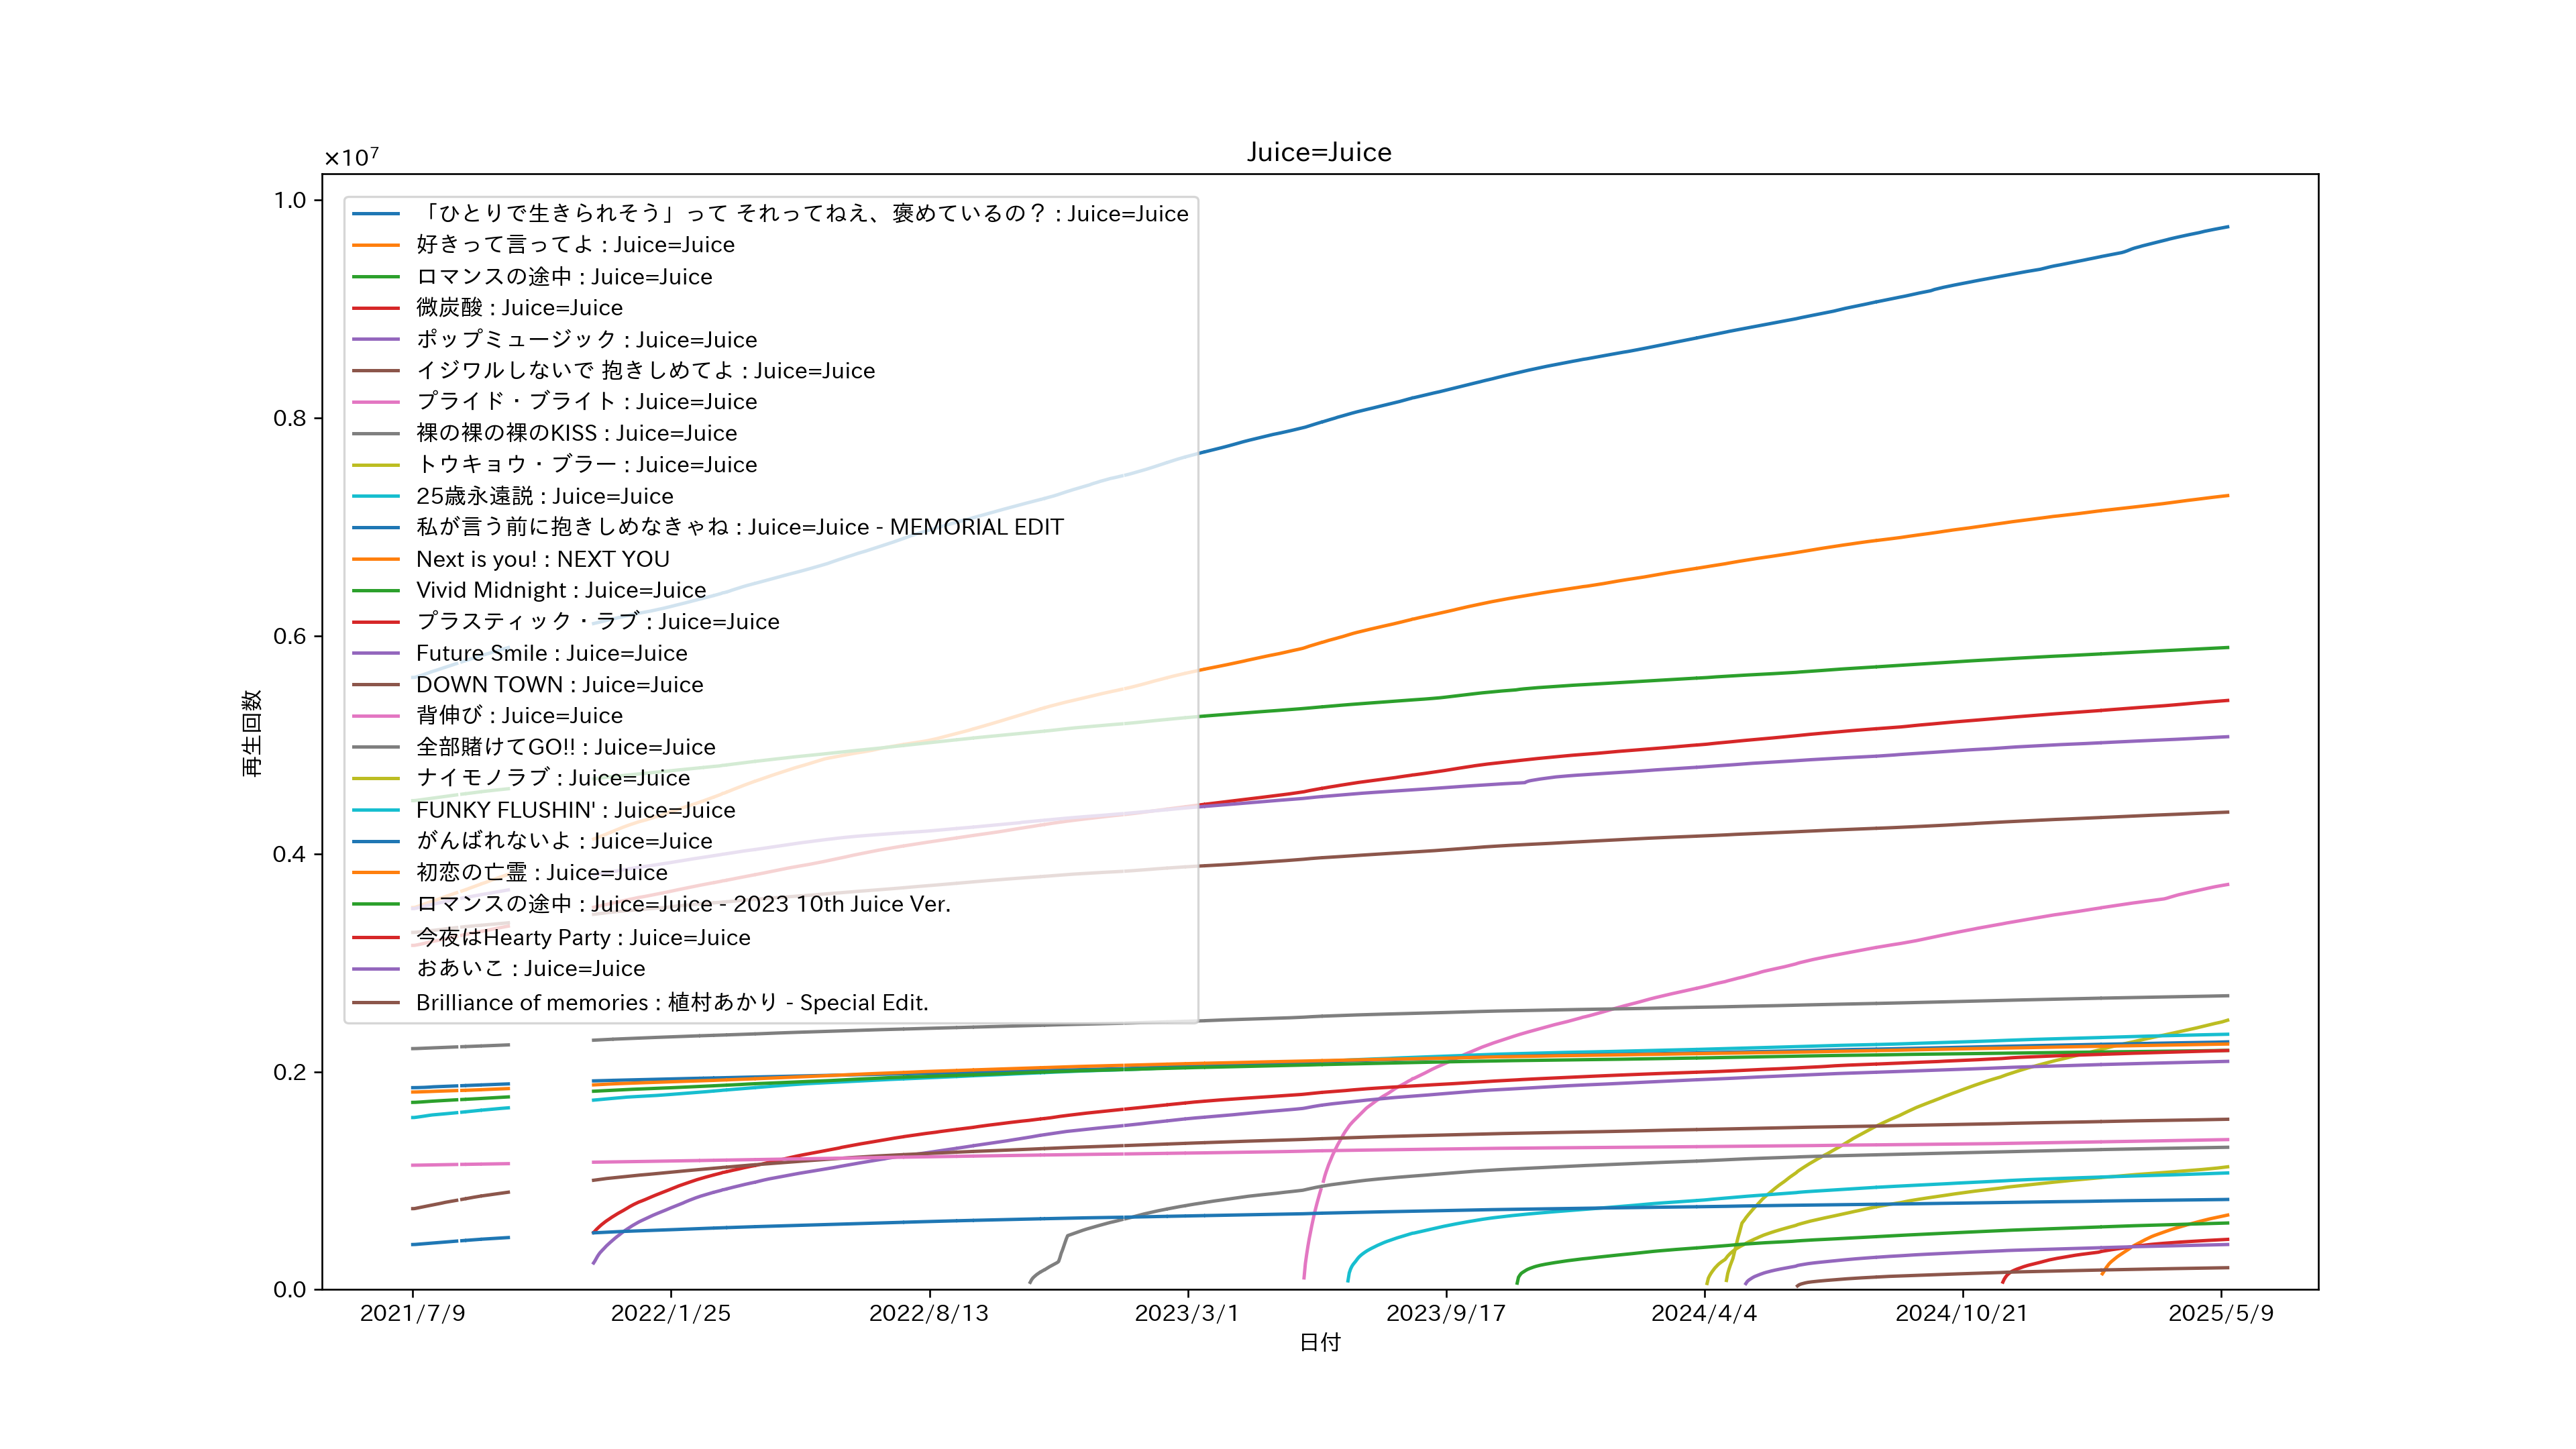 Juice=Juice
×10⁷
1.0
0.8
0.6
0.4
0.2
0.0
再生回数
「ひとりで生きられそう」って それってねえ、褒めているの？ : Juice=Juice
好きって言ってよ : Juice=Juice
ロマンスの途中 : Juice=Juice
微炭酸 : Juice=Juice
ポップミュージック : Juice=Juice
イジワルしないで 抱きしめてよ : Juice=Juice
プライド・ブライト : Juice=Juice
裸の裸の裸のKISS : Juice=Juice
トウキョウ・ブラー : Juice=Juice
25歳永遠説 : Juice=Juice
私が言う前に抱きしめなきゃね : Juice=Juice - MEMORIAL EDIT
Next is you! : NEXT YOU
Vivid Midnight : Juice=Juice
プラスティック・ラブ : Juice=Juice
Future Smile : Juice=Juice
DOWN TOWN : Juice=Juice
背伸び : Juice=Juice
全部賭けてGO!! : Juice=Juice
ナイモノラブ : Juice=Juice
FUNKY FLUSHIN' : Juice=Juice
がんばれないよ : Juice=Juice
初恋の亡霊 : Juice=Juice
ロマンスの途中 : Juice=Juice - 2023 10th Juice Ver.
今夜はHearty Party : Juice=Juice
おあいこ : Juice=Juice
Brilliance of memories : 植村あかり - Special Edit.
2021/7/9
2022/1/25
2022/8/13
2023/3/1
2023/9/17
2024/4/4
2024/10/21
2025/5/9
日付